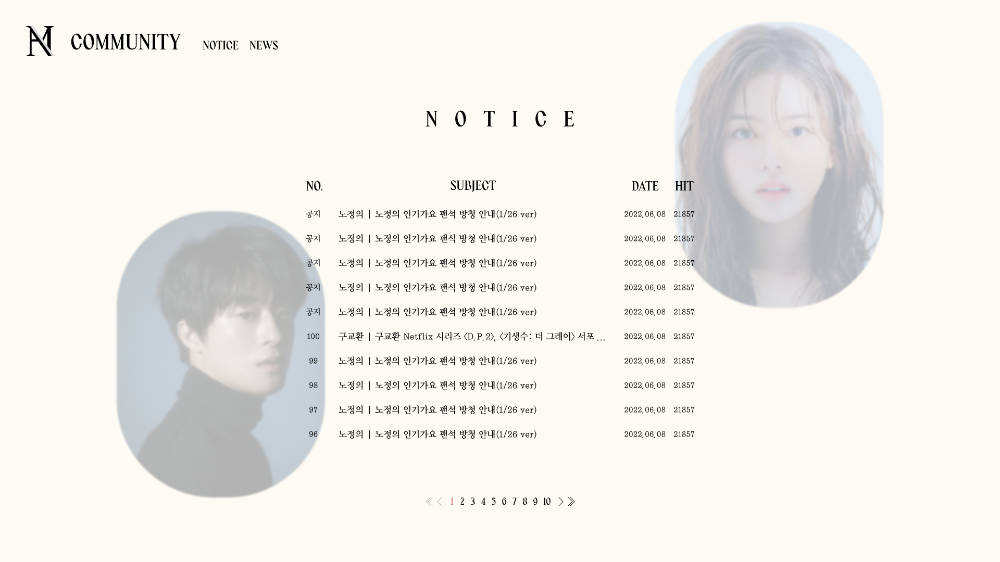 N COMMUNITY NOTICE NEWS
NOTICE
NO. SUBJECT DATE HIT
공지 노정의 | 노정의 인기가요 팬석 방청 안내(1/26 ver) 2022.06.08 21857
공지 노정의 | 노정의 인기가요 팬석 방청 안내(1/26 ver) 2022.06.08 21857
공지 노정의 | 노정의 인기가요 팬석 방청 안내(1/26 ver) 2022.06.08 21857
공지 노정의 | 노정의 인기가요 팬석 방청 안내(1/26 ver) 2022.06.08 21857
공지 노정의 | 노정의 인기가요 팬석 방청 안내(1/26 ver) 2022.06.08 21857
100 구교환 | 구교환 Netflix 시리즈 〈D.P.2〉, 〈기생수: 더 그레이〉 서포 ... 2022.06.08 21857
99 노정의 | 노정의 인기가요 팬석 방청 안내(1/26 ver) 2022.06.08 21857
98 노정의 | 노정의 인기가요 팬석 방청 안내(1/26 ver) 2022.06.08 21857
97 노정의 | 노정의 인기가요 팬석 방청 안내(1/26 ver) 2022.06.08 21857
96 노정의 | 노정의 인기가요 팬석 방청 안내(1/26 ver) 2022.06.08 21857
1 2 3 4 5 6 7 8 9 10